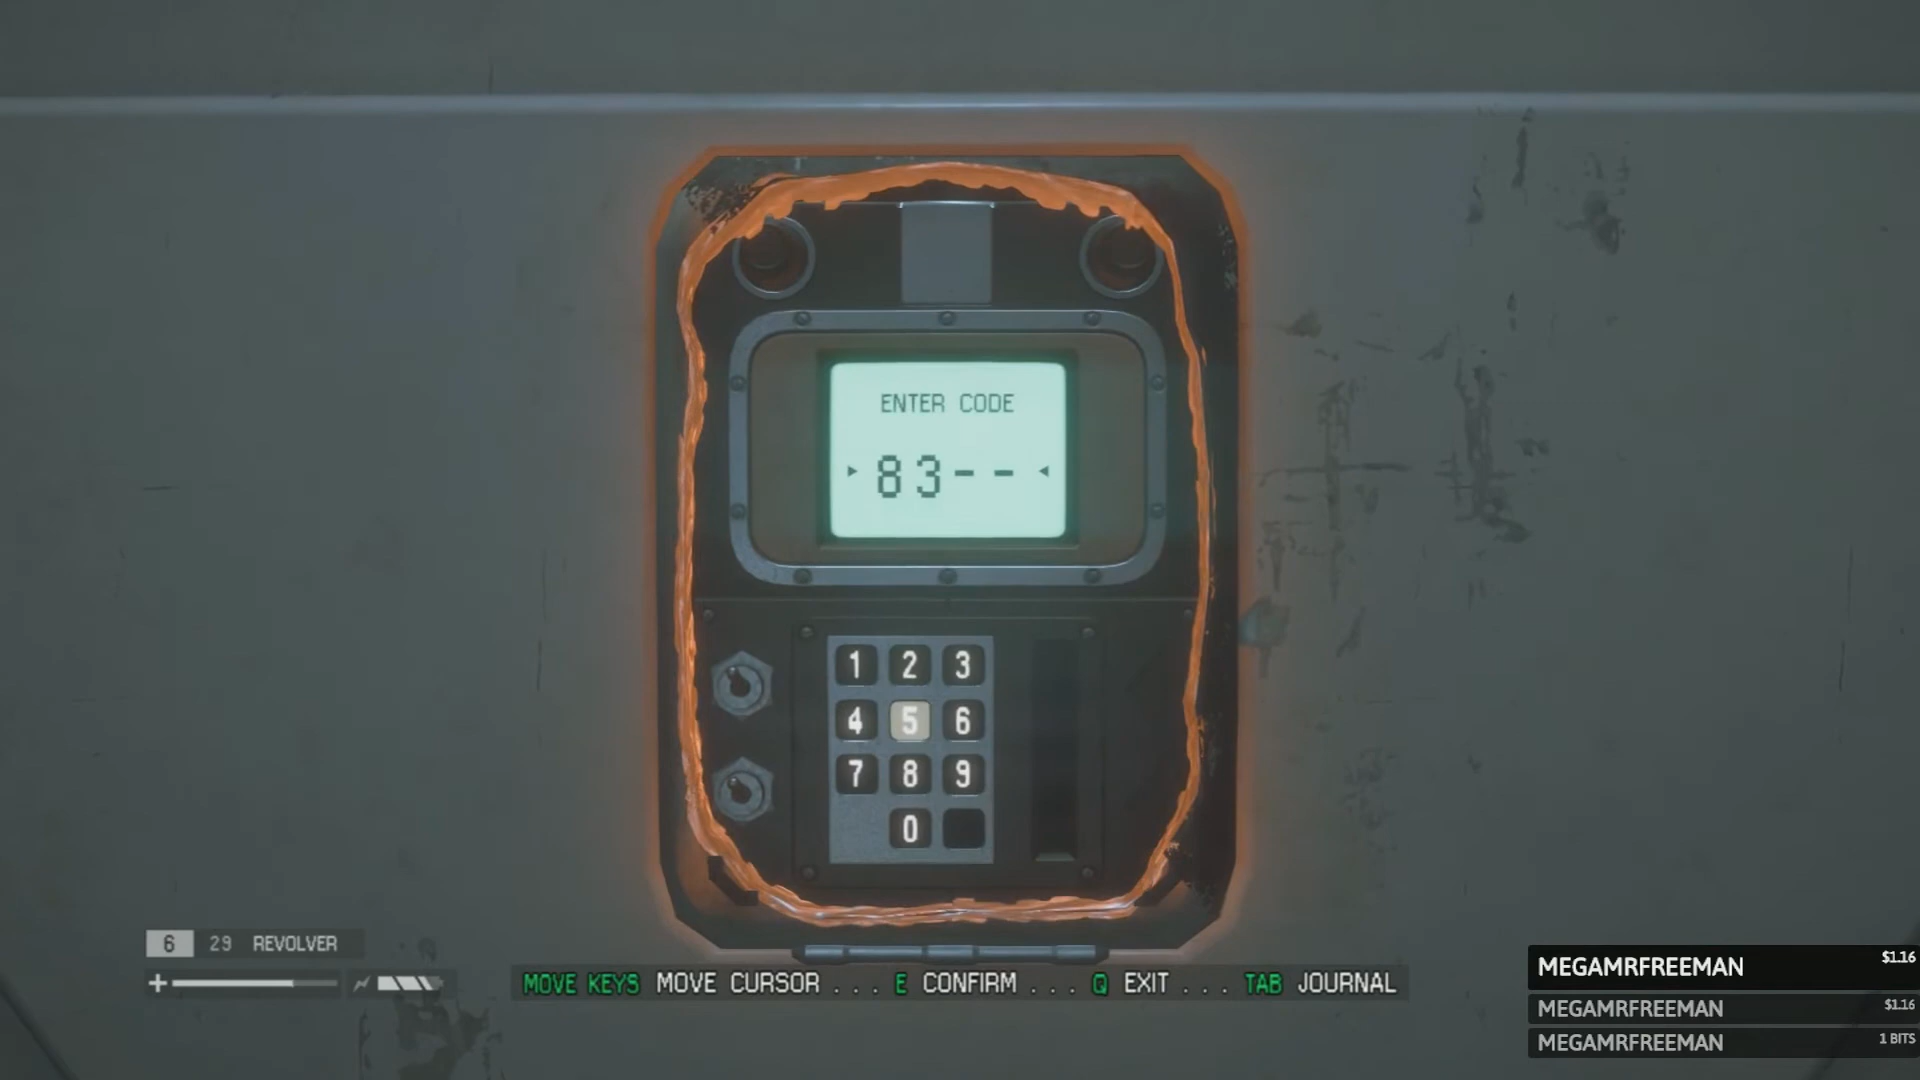 ENTER CODE
▸ 83-- ◂
1 2 3
4 5 6
7 8 9
0
6 29 REVOLVER
MOVE KEYS MOVE CURSOR . . . E CONFIRM . . . Q EXIT . . . TAB JOURNAL
MEGAMRFREEMAN $1.16
MEGAMRFREEMAN $1.16
MEGAMRFREEMAN 1 BITS